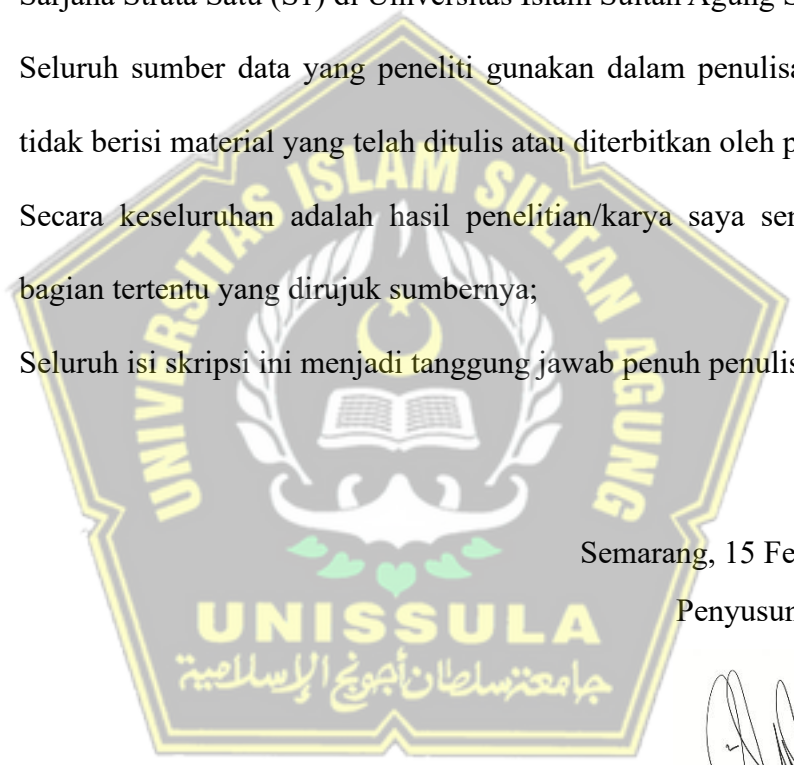 Sarjana Strata Satu (S1) di Universitas Islam Sultan Agung
Seluruh sumber data yang peneliti gunakan dalam
tidak berisi material yang telah ditulis atau diterbitkan oleh
Secara keseluruhan adalah hasil penelitian/karya saya
bagian tertentu yang dirujuk sumbernya;
Seluruh isi skripsi ini menjadi tanggung jawab penuh penulis
UNIVERSITAS ISLAM SULTAN AGUNG
Semarang, 15 Fe
Penyusun
UNISSULA
جامعة سلطان أجونج الإسلامية